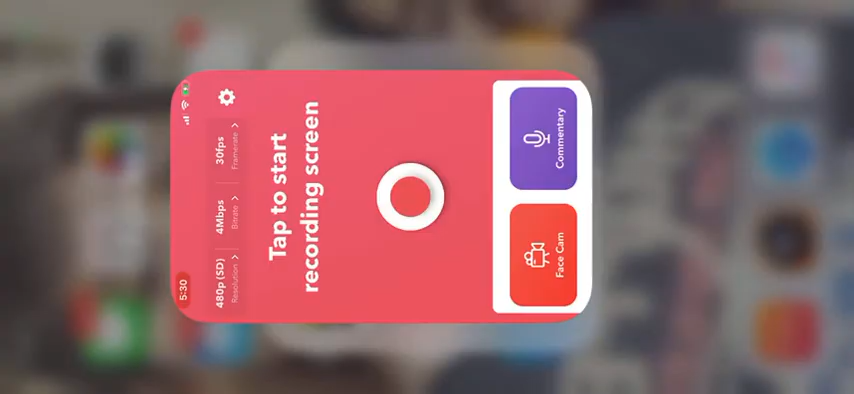 5:30
480p (SD)
Resolution
4Mbps
Bitrate
30fps
Framerate
Tap to start
recording screen
Face Cam
Commentary